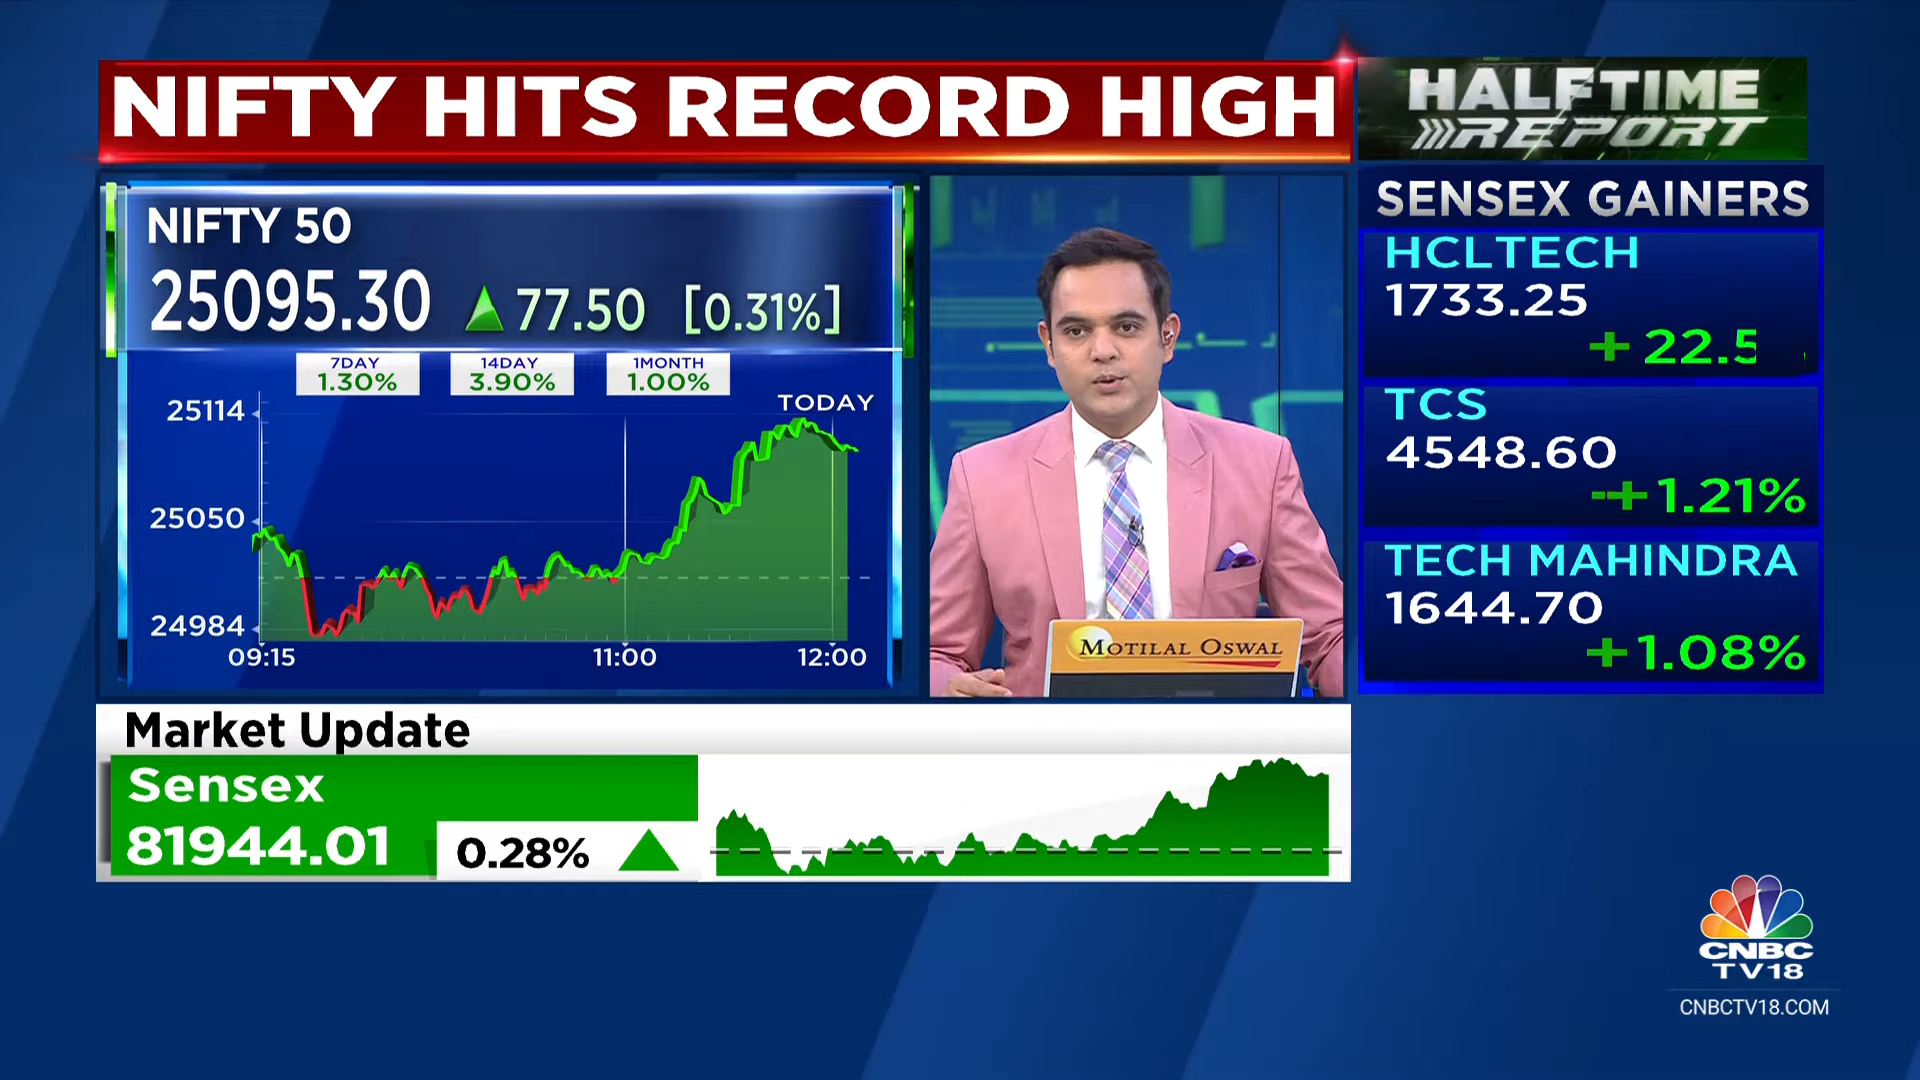 NIFTY HITS RECORD HIGH
HALFTIME
REPORT
NIFTY 50
25095.30 ▲ 77.50 [0.31%]
7DAY
1.30%
14DAY
3.90%
1MONTH
1.00%
TODAY
25114
25050
24984
09:15 11:00 12:00
MOTILAL OSWAL
SENSEX GAINERS
HCLTECH
1733.25
+22.5
TCS
4548.60
+1.21%
TECH MAHINDRA
1644.70
+1.08%
Market Update
Sensex
81944.01 0.28% ▲
CNBC
TV18
CNBCTV18.COM